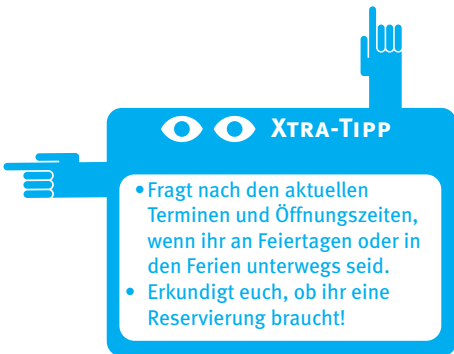 XTRA-TIPP
• Fragt nach den aktuellen
Terminen und Öffnungszeiten,
wenn ihr an Feiertagen oder in
den Ferien unterwegs seid.
• Erkundigt euch, ob ihr eine
Reservierung braucht!